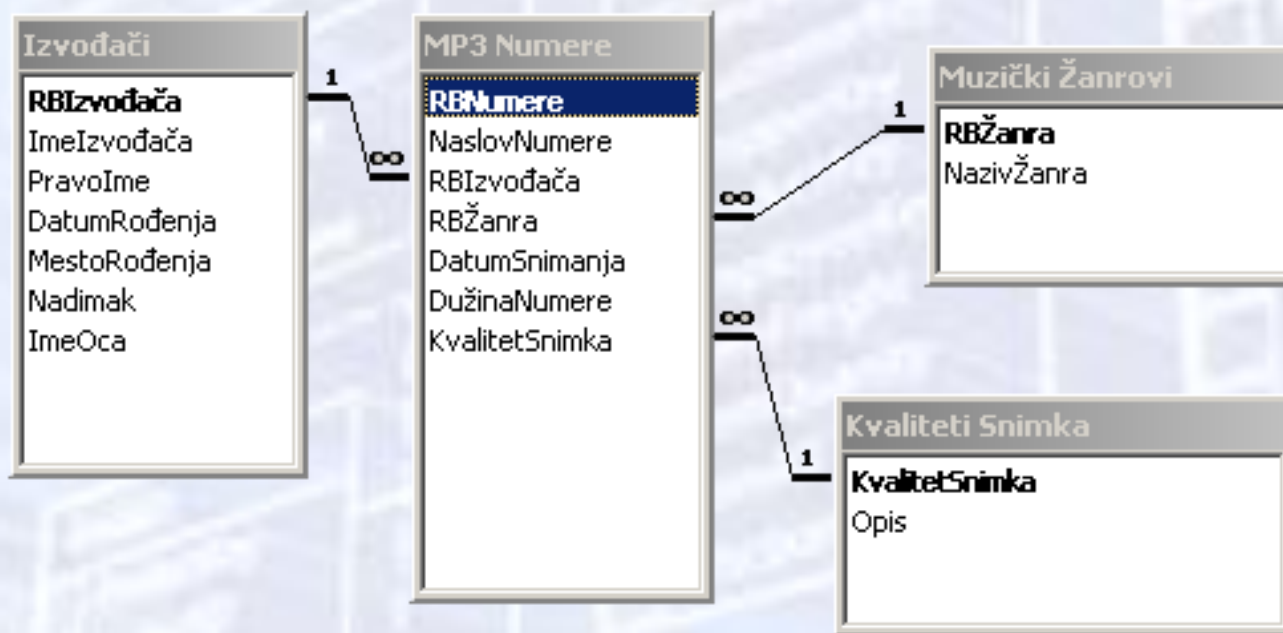 Izvođači
RBIzvođača
ImeIzvođača
PravoIme
DatumRođenja
MestoRođenja
Nadimak
ImeOca
1
∞
MP3 Numere
RBNumere
NaslovNumere
RBIzvođača
RBŽanra
DatumSnimanja
DužinaNumere
KvalitetSnimka
∞
1
∞
1
Muzički Žanrovi
RBŽanra
NazivŽanra
Kvaliteti Snimka
KvalitetSnimka
Opis